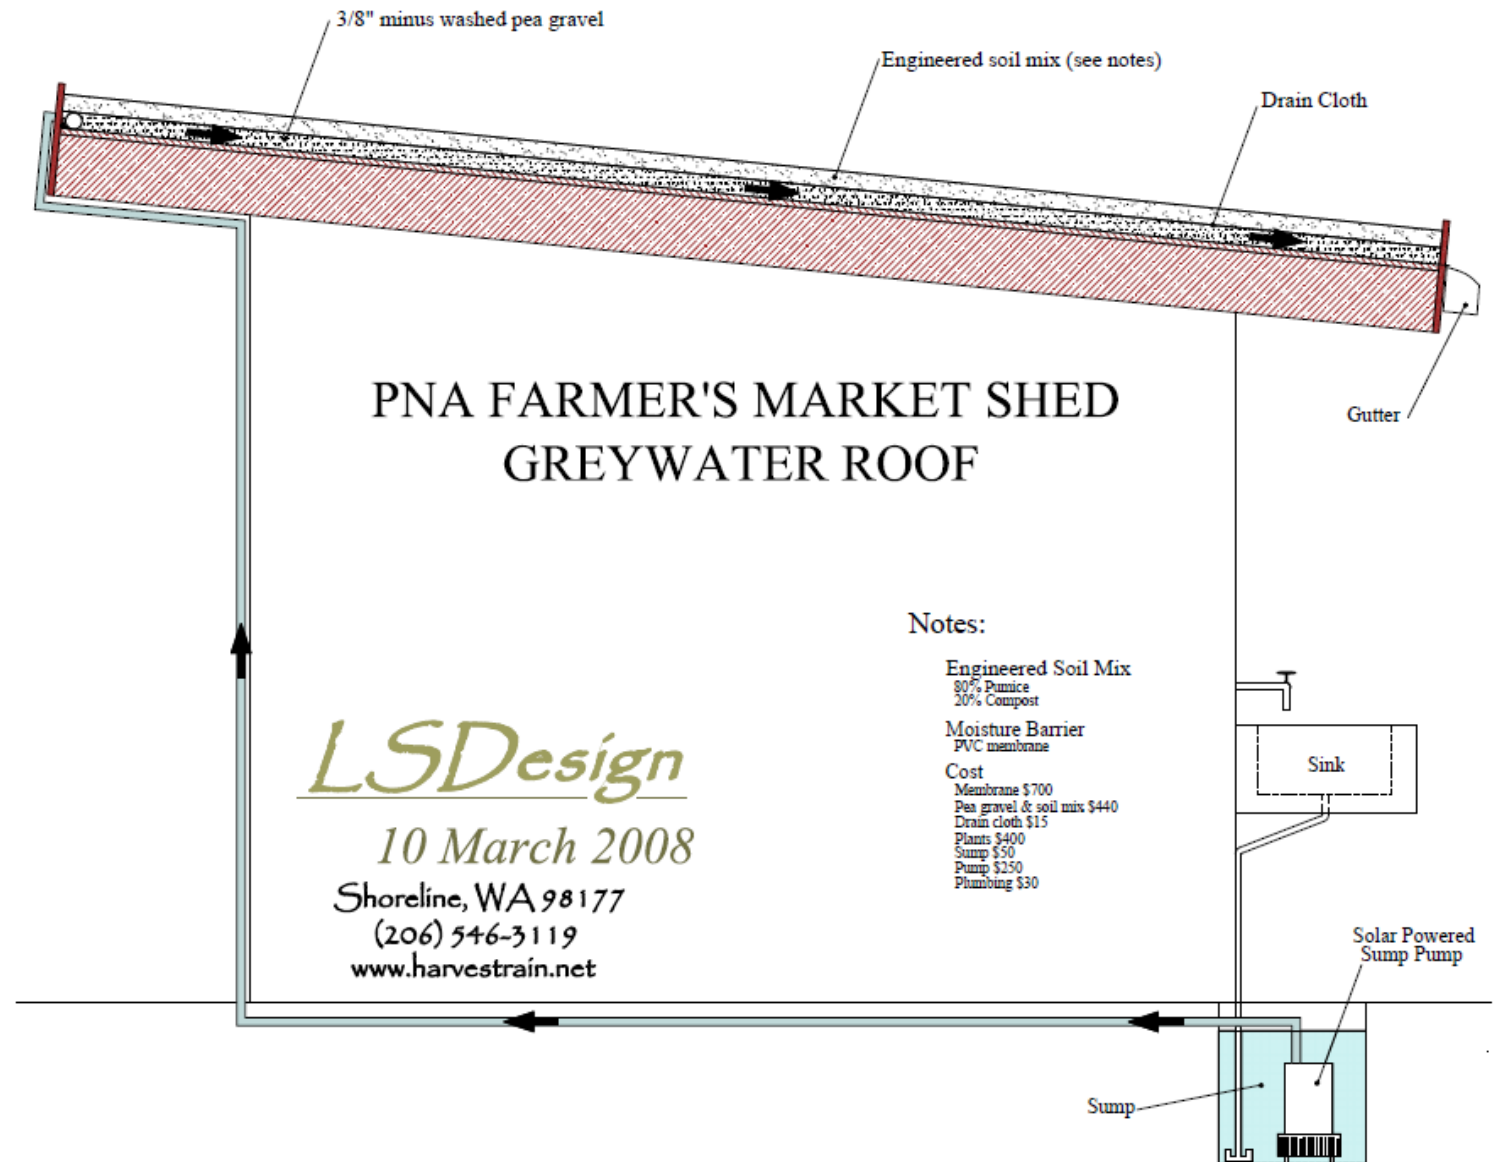 3/8" minus washed pea gravel
Engineered soil mix (see notes)
Drain Cloth
PNA FARMER'S MARKET SHED
GREYWATER ROOF
Gutter
Notes:
Engineered Soil Mix
80% Pumice
20% Compost
Moisture Barrier
PVC membrane
Cost
Membrane $700
Pea gravel & soil mix $440
Drain cloth $15
Plants $400
Sump $50
Pump $250
Plumbing $30
Sink
LSDesign
10 March 2008
Shoreline, WA 98177
(206) 546-3119
www.harvestrain.net
Solar Powered
Sump Pump
Sump